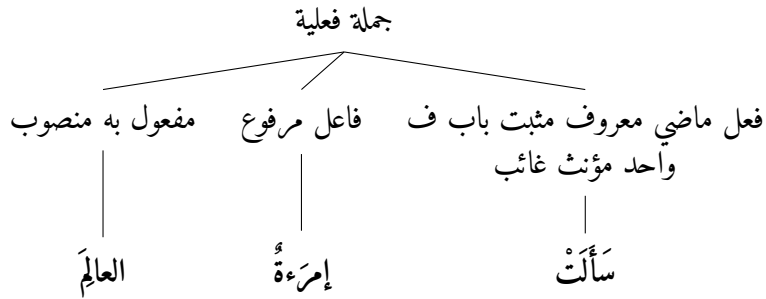 جملة فعلية
فعل ماضي معروف مثبت باب ف فاعل مرفوع مفعول به منصوب
واحد مؤنث غائب
سَأَلَتْ إمرَءةٌ العالِمَ